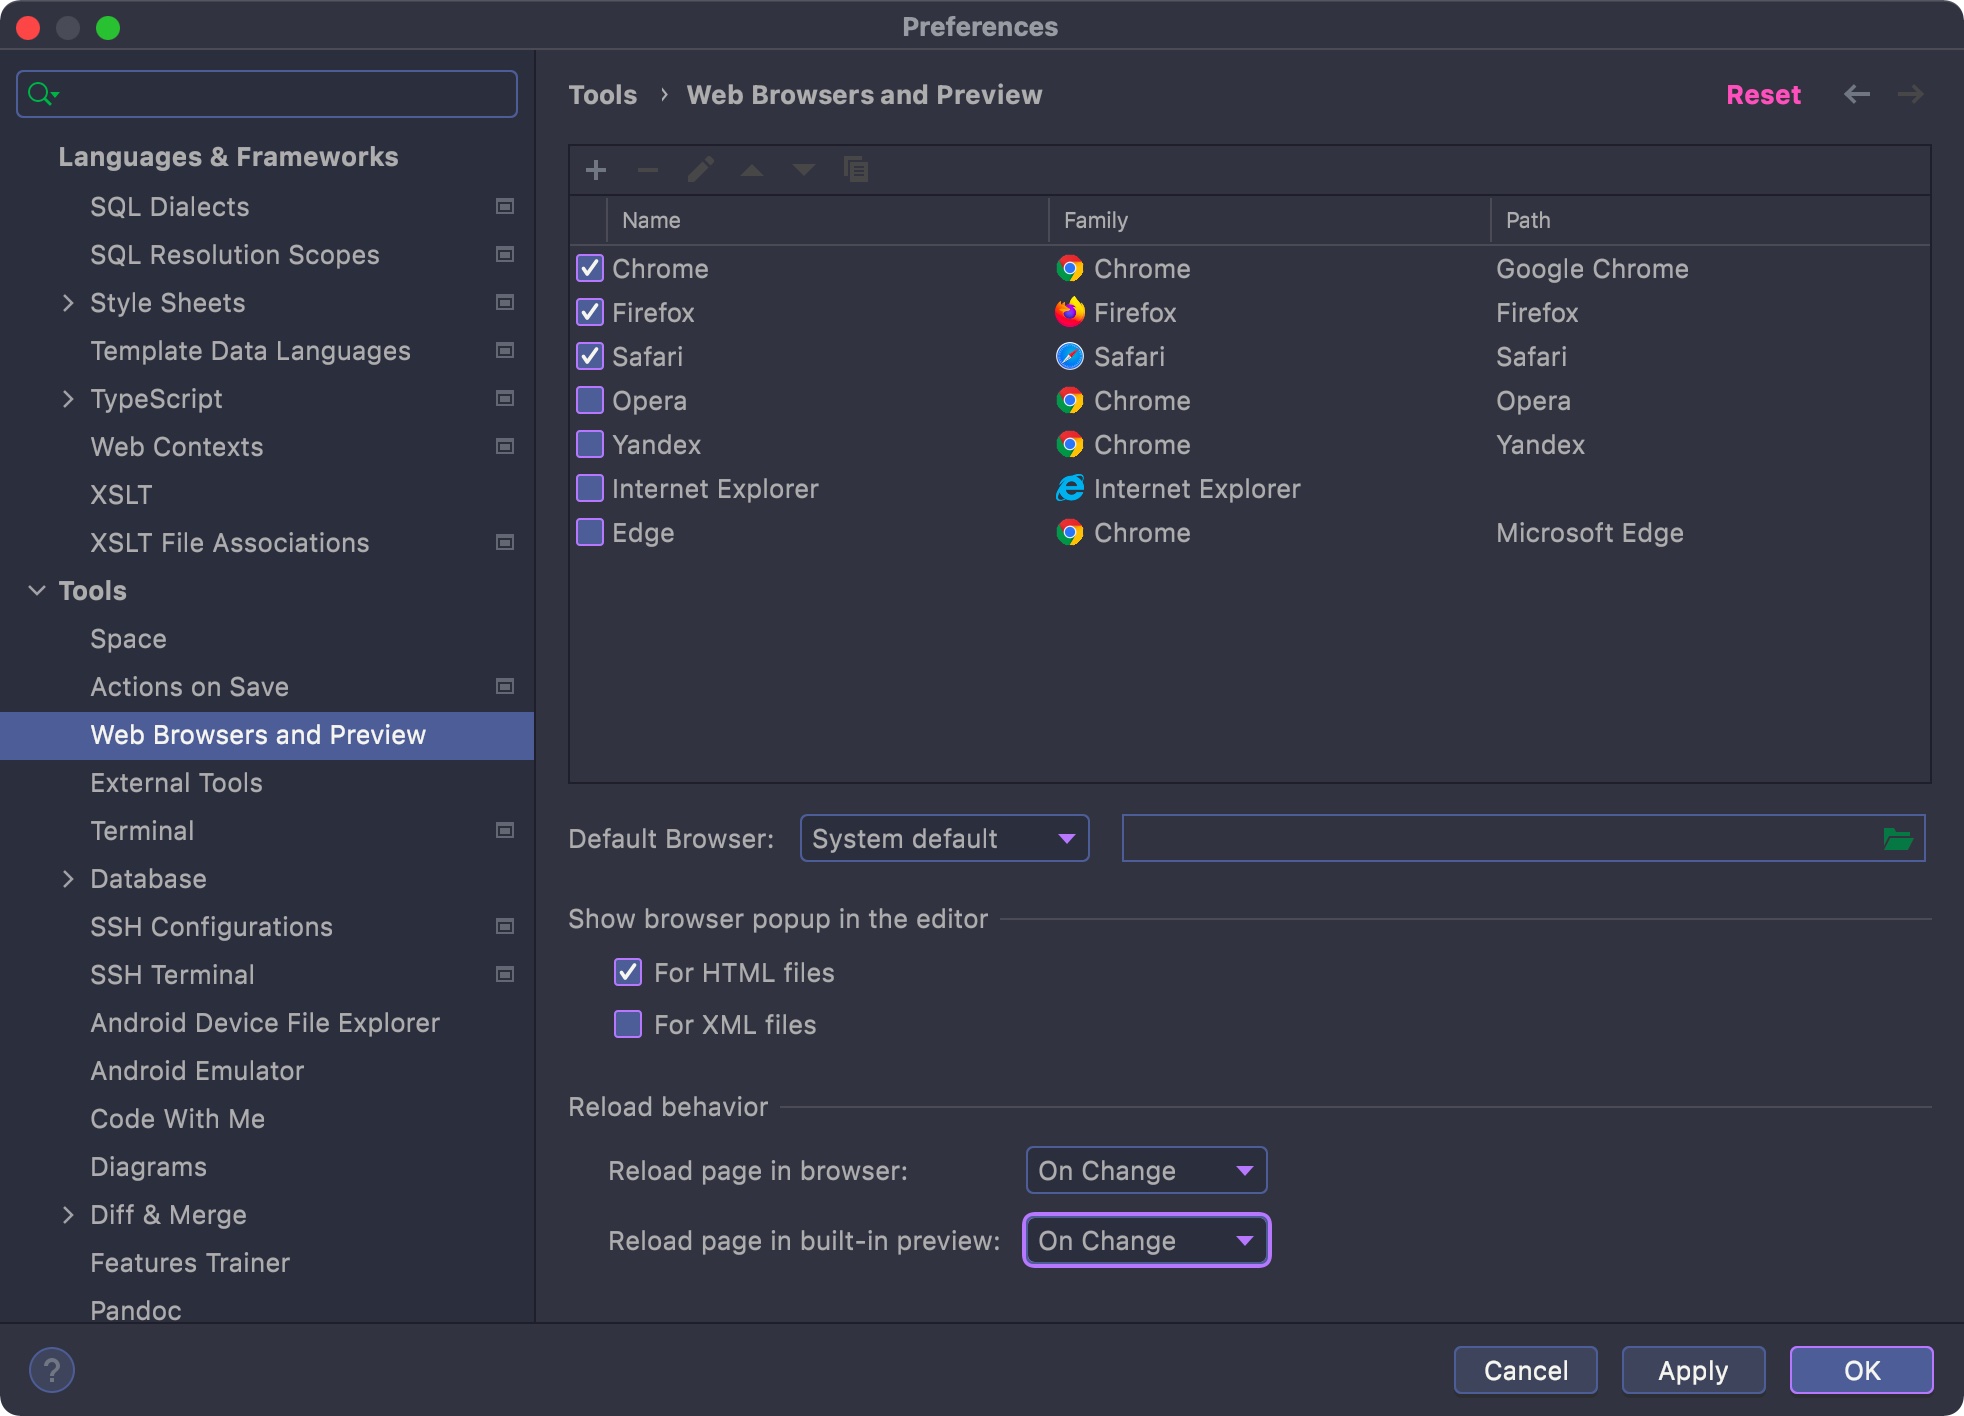 Preferences
Languages & Frameworks
SQL Dialects
SQL Resolution Scopes
Style Sheets
Template Data Languages
TypeScript
Web Contexts
XSLT
XSLT File Associations
Tools
Space
Actions on Save
Web Browsers and Preview
External Tools
Terminal
Database
SSH Configurations
SSH Terminal
Android Device File Explorer
Android Emulator
Code With Me
Diagrams
Diff & Merge
Features Trainer
Pandoc
Tools › Web Browsers and Preview Reset
Name Family Path
Chrome Chrome Google Chrome
Firefox Firefox Firefox
Safari Safari Safari
Opera Chrome Opera
Yandex Chrome Yandex
Internet Explorer Internet Explorer
Edge Chrome Microsoft Edge
Default Browser: System default
Show browser popup in the editor
For HTML files
For XML files
Reload behavior
Reload page in browser: On Change
Reload page in built-in preview: On Change
? Cancel Apply OK